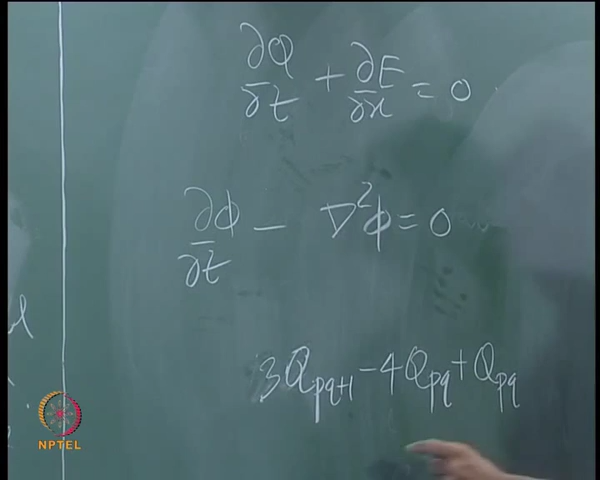 ∂Q/∂t + ∂E/∂x = 0
∂ϕ/∂t − ∇²ϕ = 0
3Q_{pq+1} − 4Q_{pq} + Q_{pq}
NPTEL